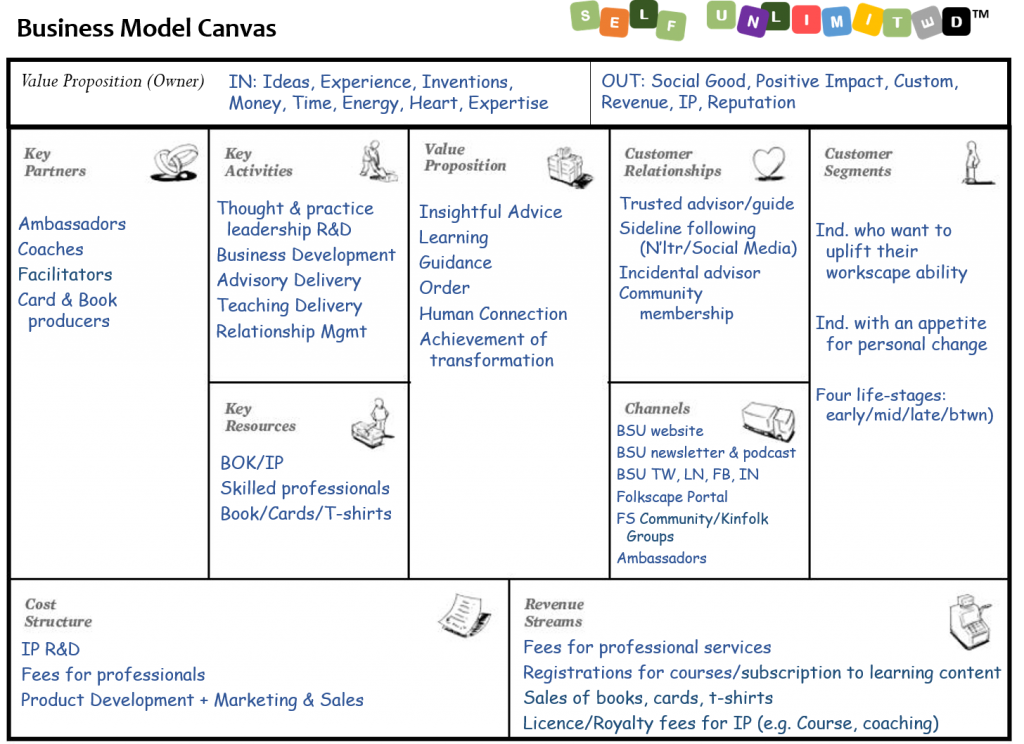 Business Model Canvas
SELF UNLIMITED™
Value Proposition (Owner)
IN: Ideas, Experience, Inventions,
Money, Time, Energy, Heart, Expertise
OUT: Social Good, Positive Impact, Custom,
Revenue, IP, Reputation
Key
Partners
Ambassadors
Coaches
Facilitators
Card & Book
producers
Key
Activities
Thought & practice
leadership R&D
Business Development
Advisory Delivery
Teaching Delivery
Relationship Mgmt
Key
Resources
BOK/IP
Skilled professionals
Book/Cards/T-shirts
Value
Proposition
Insightful Advice
Learning
Guidance
Order
Human Connection
Achievement of
transformation
Customer
Relationships
Trusted advisor/guide
Sideline following
(N'ltr/Social Media)
Incidental advisor
Community
membership
Channels
BSU website
BSU newsletter & podcast
BSU TW, LN, FB, IN
Folkscape Portal
FS Community/Kinfolk
Groups
Ambassadors
Customer
Segments
Ind. who want to
uplift their
workscape ability
Ind. with an appetite
for personal change
Four life-stages:
early/mid/late/btwn)
Cost
Structure
IP R&D
Fees for professionals
Product Development + Marketing & Sales
Revenue
Streams
Fees for professional services
Registrations for courses/subscription to learning content
Sales of books, cards, t-shirts
Licence/Royalty fees for IP (e.g. Course, coaching)